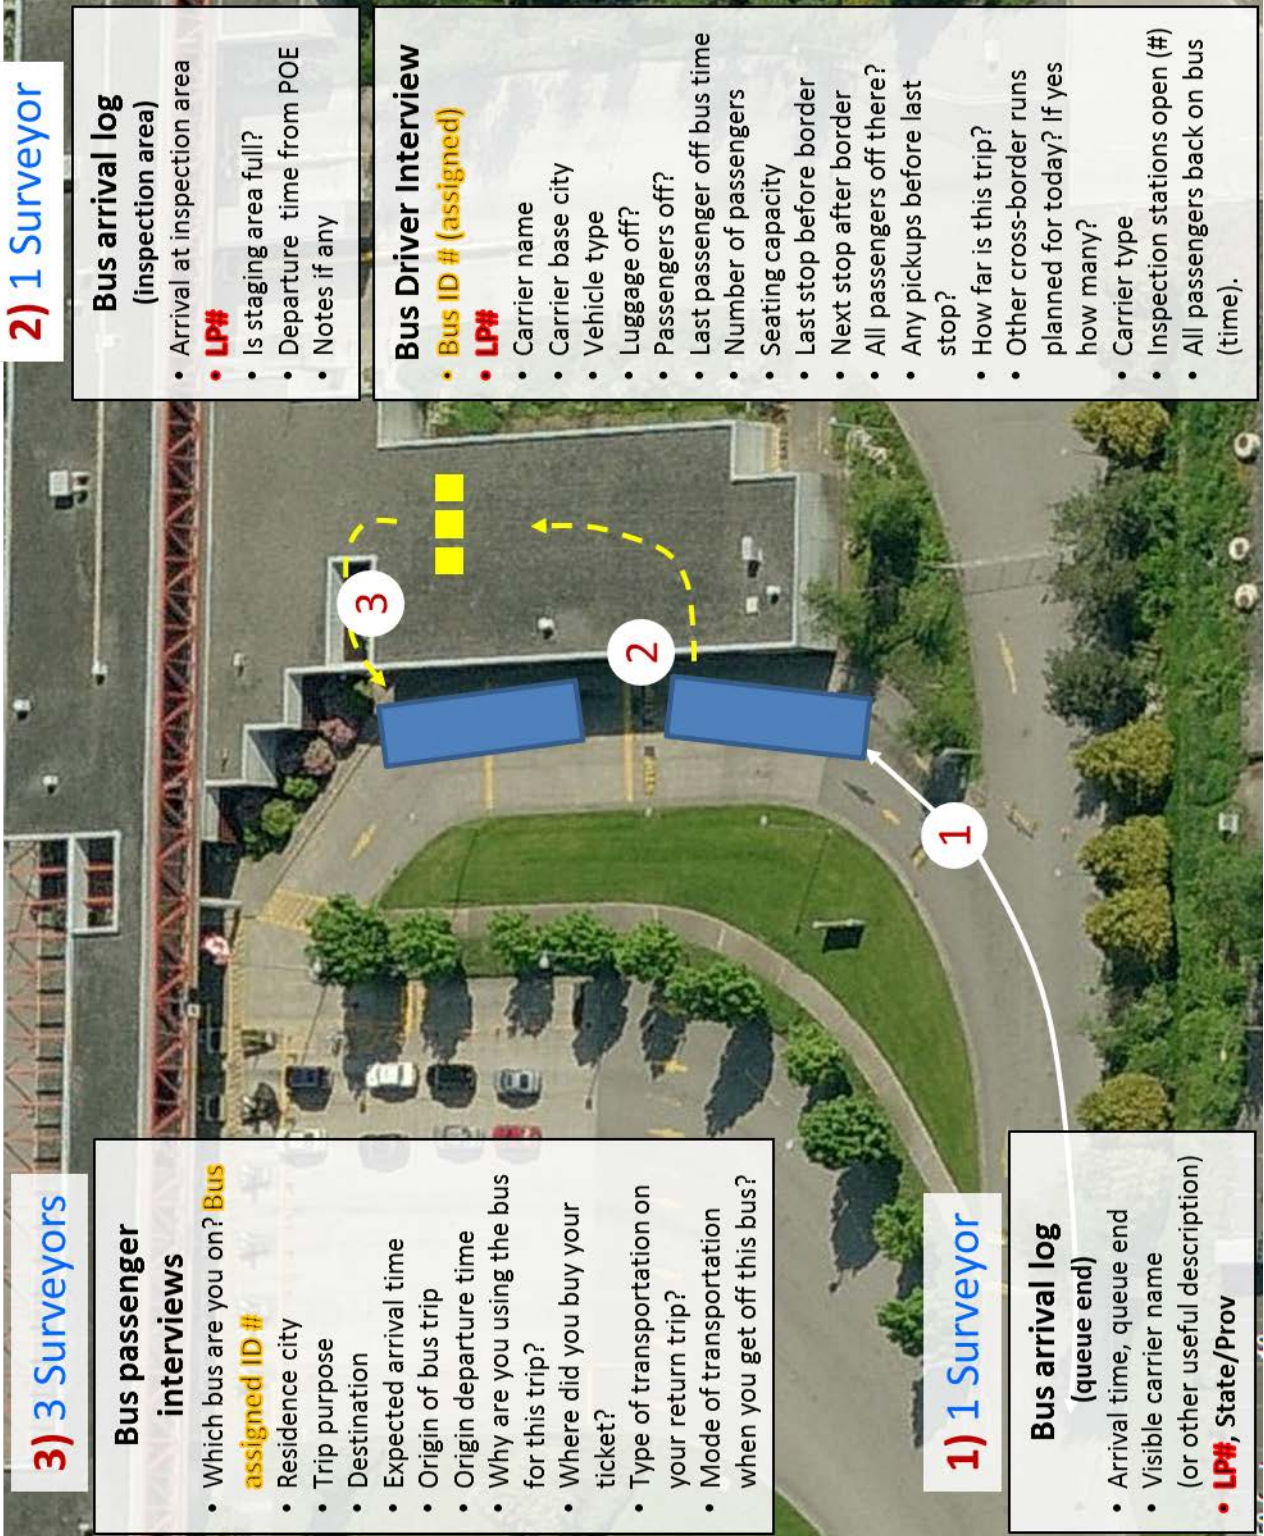 3) 3 Surveyors
Bus passenger
interviews
• Which bus are you on? Bus
assigned ID #
• Residence city
• Trip purpose
• Destination
• Expected arrival time
• Origin of bus trip
• Origin departure time
• Why are you using the bus
for this trip?
• Where did you buy your
ticket?
• Type of transportation on
your return trip?
• Mode of transportation
when you get off this bus?
1) 1 Surveyor
Bus arrival log
(queue end)
• Arrival time, queue end
• Visible carrier name
(or other useful description)
• LP#, State/Prov
3
2
1
2) 1 Surveyor
Bus arrival log
(inspection area)
• Arrival at inspection area
• LP#
• Is staging area full?
• Departure time from POE
• Notes if any
Bus Driver Interview
• Bus ID # (assigned)
• LP#
• Carrier name
• Carrier base city
• Vehicle type
• Luggage off?
• Passengers off?
• Last passenger off bus time
• Number of passengers
• Seating capacity
• Last stop before border
• Next stop after border
• All passengers off there?
• Any pickups before last
stop?
• How far is this trip?
• Other cross-border runs
planned for today? If yes
how many?
• Carrier type
• Inspection stations open (#)
• All passengers back on bus
(time).